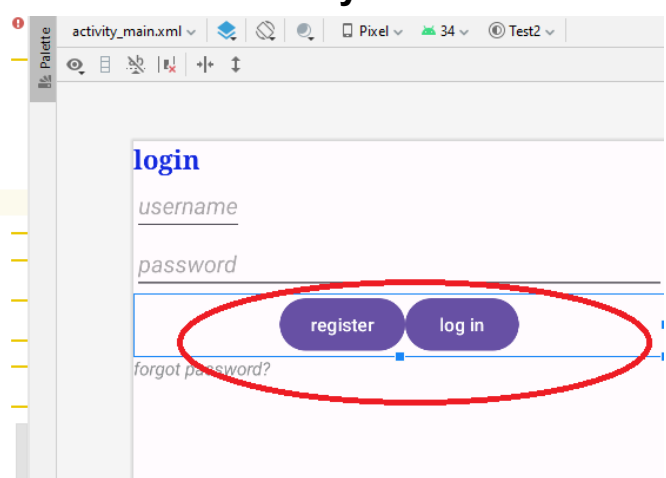 Palette
activity_main.xml Pixel 34 Test2
login
username
password
register log in
forgot password?